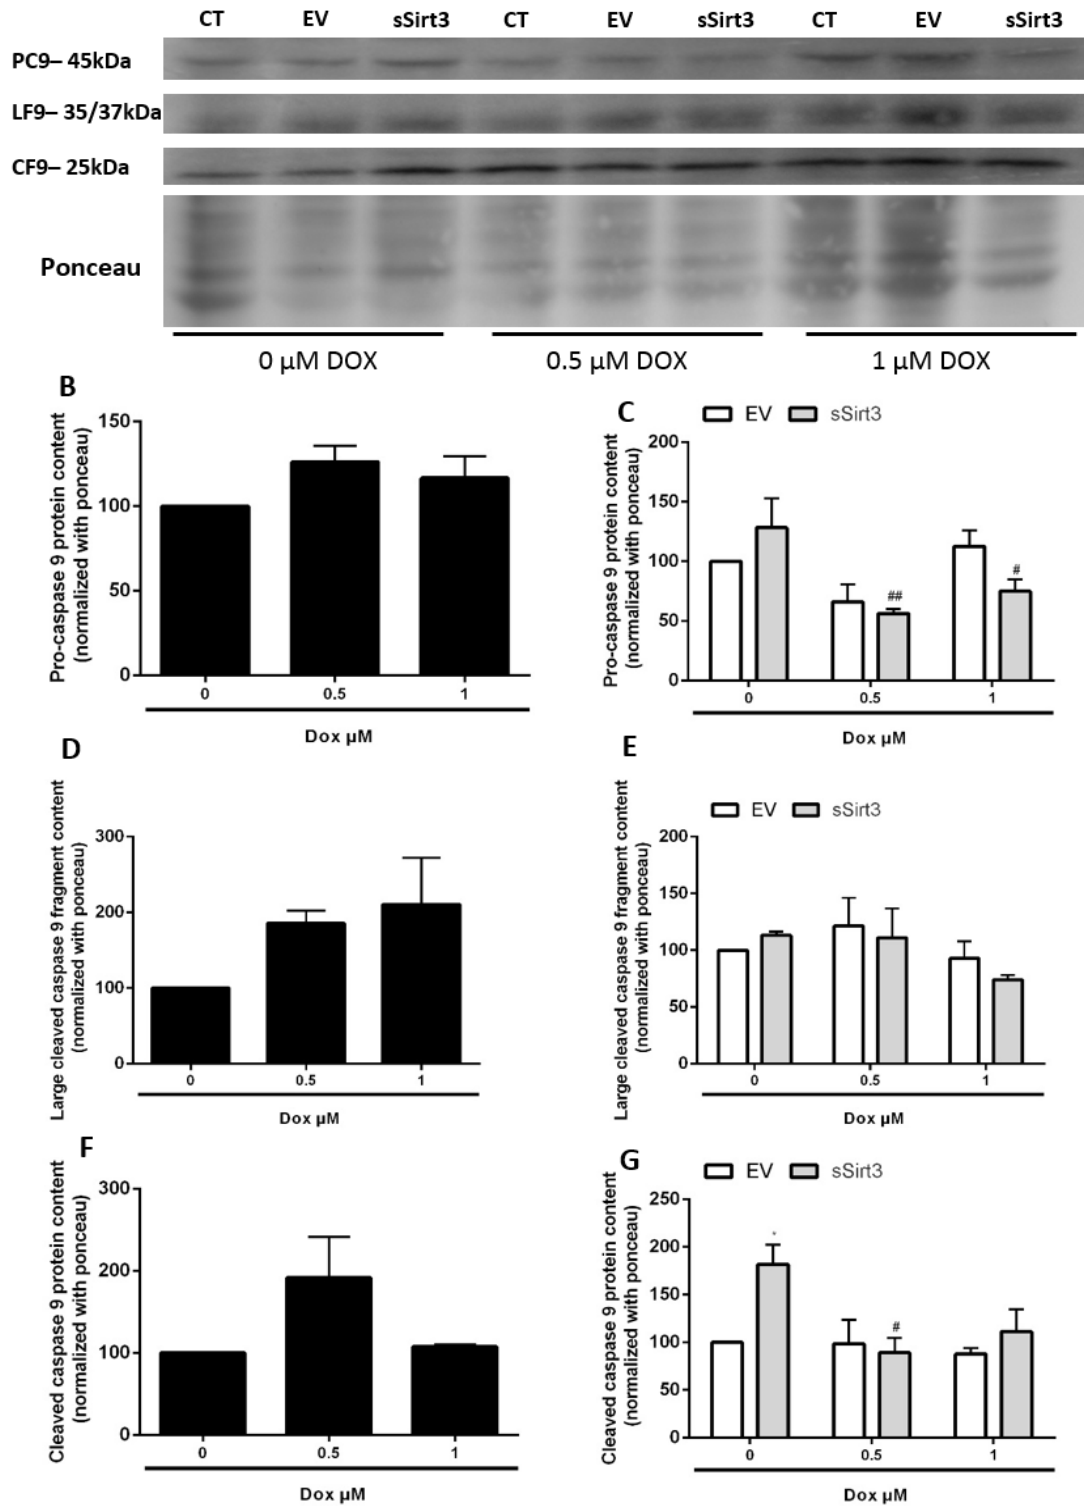 CT EV sSirt3 CT EV sSirt3 CT EV sSirt3
PC9– 45kDa
LF9– 35/37kDa
CF9– 25kDa
Ponceau
0 µM DOX 0.5 µM DOX 1 µM DOX
B
Pro-caspase 9 protein content
(normalized with ponceau)
150
100
50
0
0 0.5 1
Dox µM
C
EV sSirt3
Pro-caspase 9 protein content
(normalized with ponceau)
200
150
100
50
0
##
#
0 0.5 1
Dox µM
D
Large cleaved caspase 9 fragment content
(normalized with ponceau)
300
200
100
0
0 0.5 1
Dox µM
E
EV sSirt3
Large cleaved caspase 9 fragment content
(normalized with ponceau)
200
150
100
50
0
0 0.5 1
Dox µM
F
Cleaved caspase 9 protein content
(normalized with ponceau)
300
200
100
0
0 0.5 1
Dox µM
G
EV sSirt3
Cleaved caspase 9 protein content
(normalized with ponceau)
250
200
150
100
50
0
*
#
0 0.5 1
Dox µM